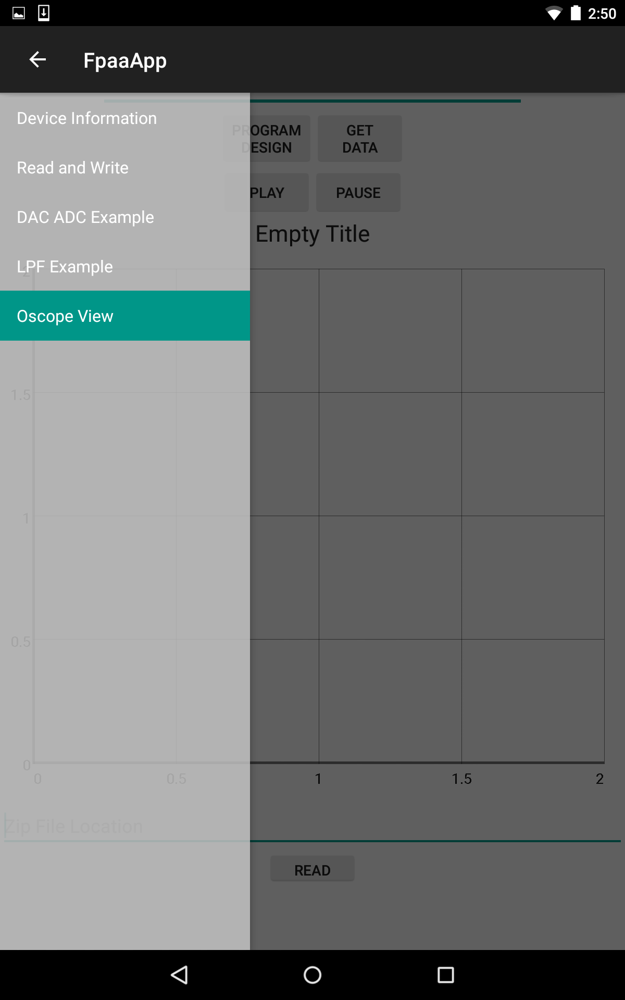 2:50
FpaaApp
Device Information
Read and Write
DAC ADC Example
LPF Example
Oscope View
PROGRAM DESIGN
GET DATA
PLAY
PAUSE
Empty Title
2
1.5
1
0.5
0
0 0.5 1 1.5 2
Zip File Location
READ